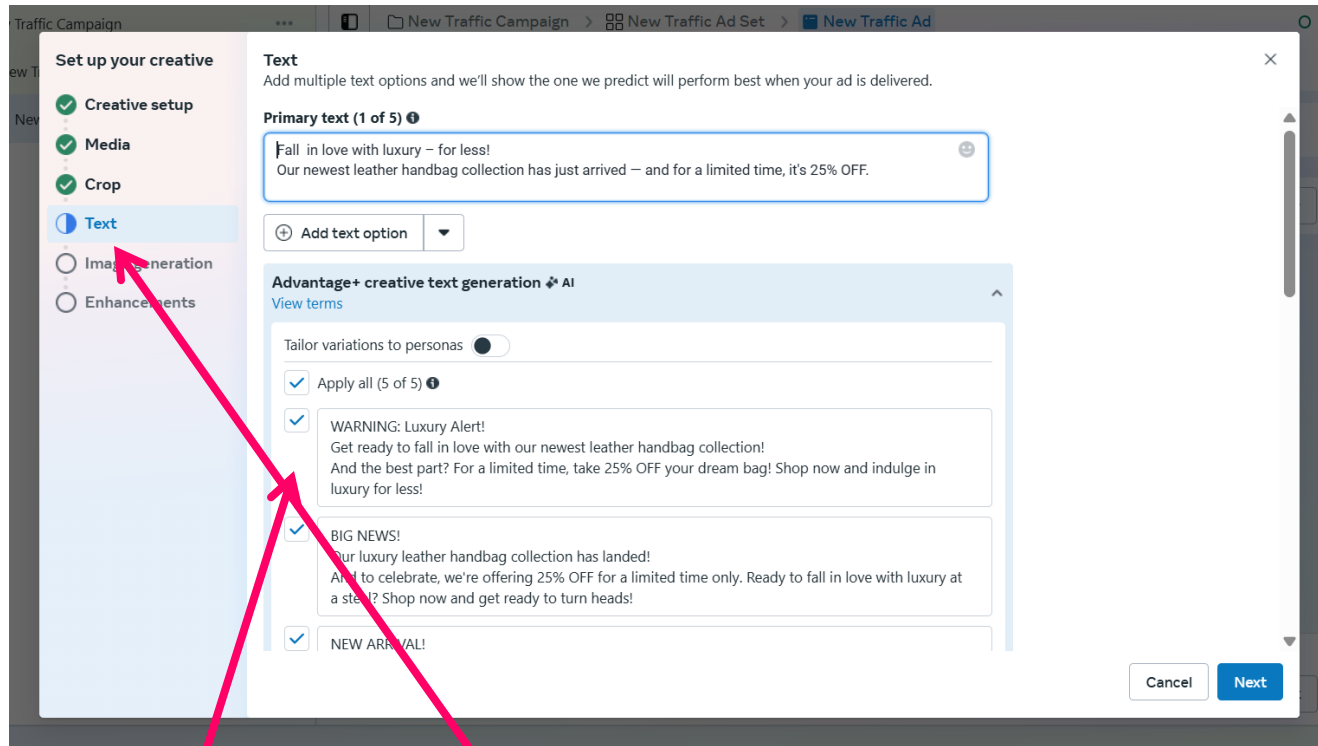 Traffic Campaign
New Traffic Campaign > New Traffic Ad Set > New Traffic Ad
Set up your creative
Creative setup
Media
Crop
Text
Image generation
Enhancements
Text
Add multiple text options and we'll show the one we predict will perform best when your ad is delivered.
Primary text (1 of 5)
Fall  in love with luxury – for less!
Our newest leather handbag collection has just arrived — and for a limited time, it's 25% OFF.
Add text option
Advantage+ creative text generation AI
View terms
Tailor variations to personas
Apply all (5 of 5)
WARNING: Luxury Alert!
Get ready to fall in love with our newest leather handbag collection!
And the best part? For a limited time, take 25% OFF your dream bag! Shop now and indulge in
luxury for less!
BIG NEWS!
Our luxury leather handbag collection has landed!
And to celebrate, we're offering 25% OFF for a limited time only. Ready to fall in love with luxury at
a steal? Shop now and get ready to turn heads!
NEW ARRIVAL!
Cancel
Next